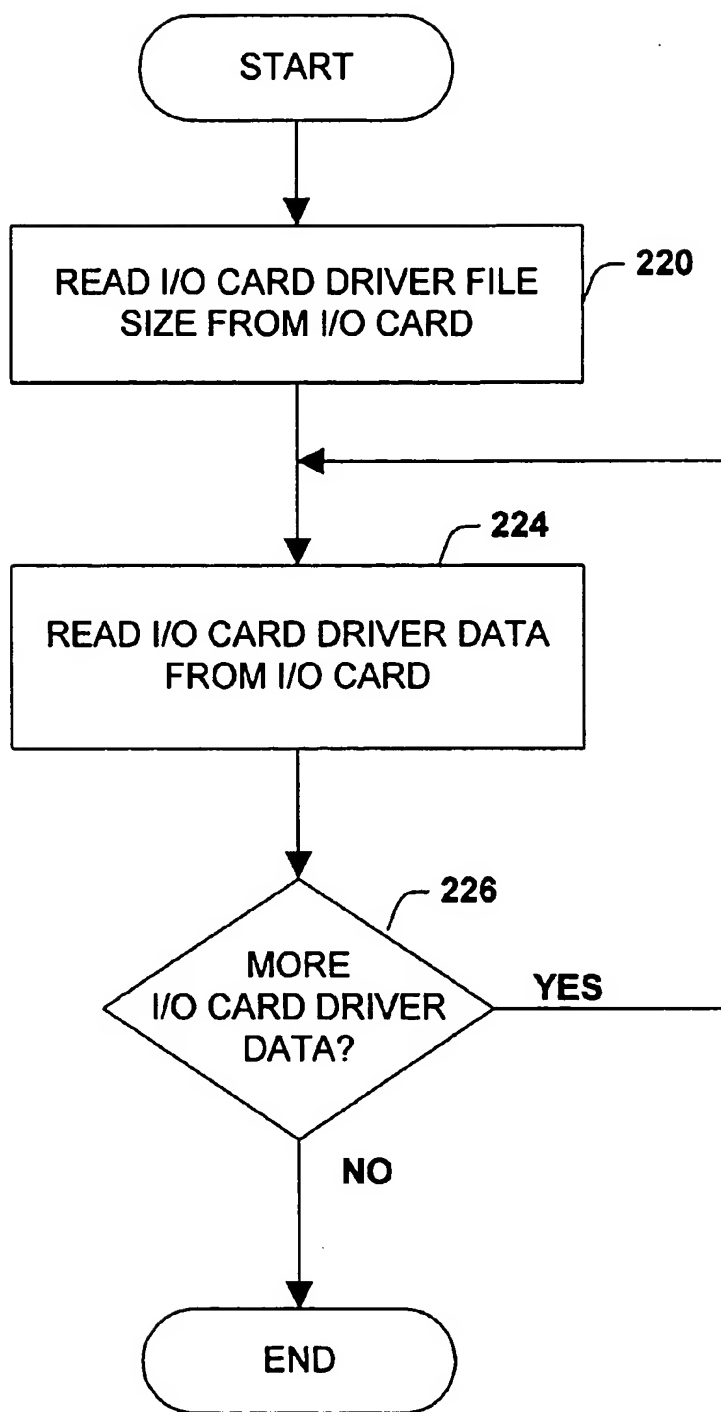 START
READ I/O CARD DRIVER FILE
SIZE FROM I/O CARD
220
224
READ I/O CARD DRIVER DATA
FROM I/O CARD
226
MORE
I/O CARD DRIVER
DATA?
YES
NO
END